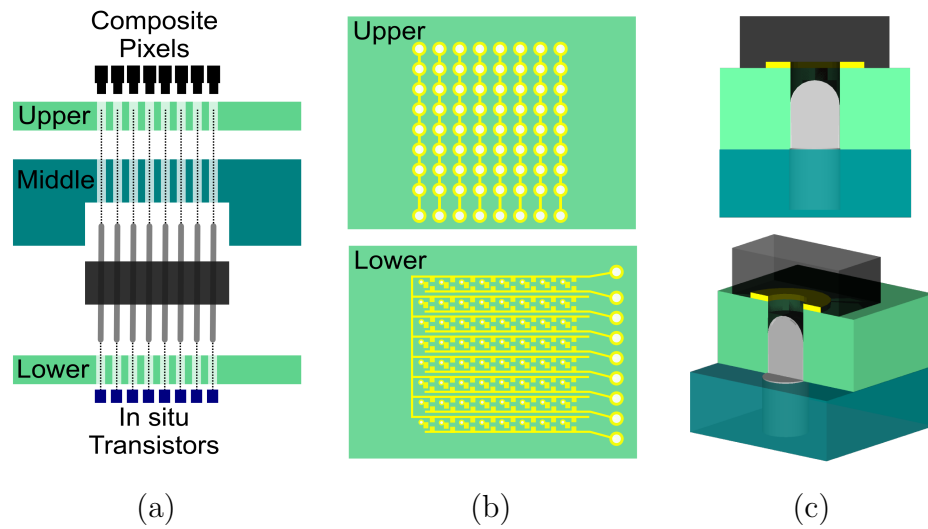 Composite
Pixels
Upper
Middle
Lower
In situ
Transistors
Upper
Lower
(a)
(b)
(c)